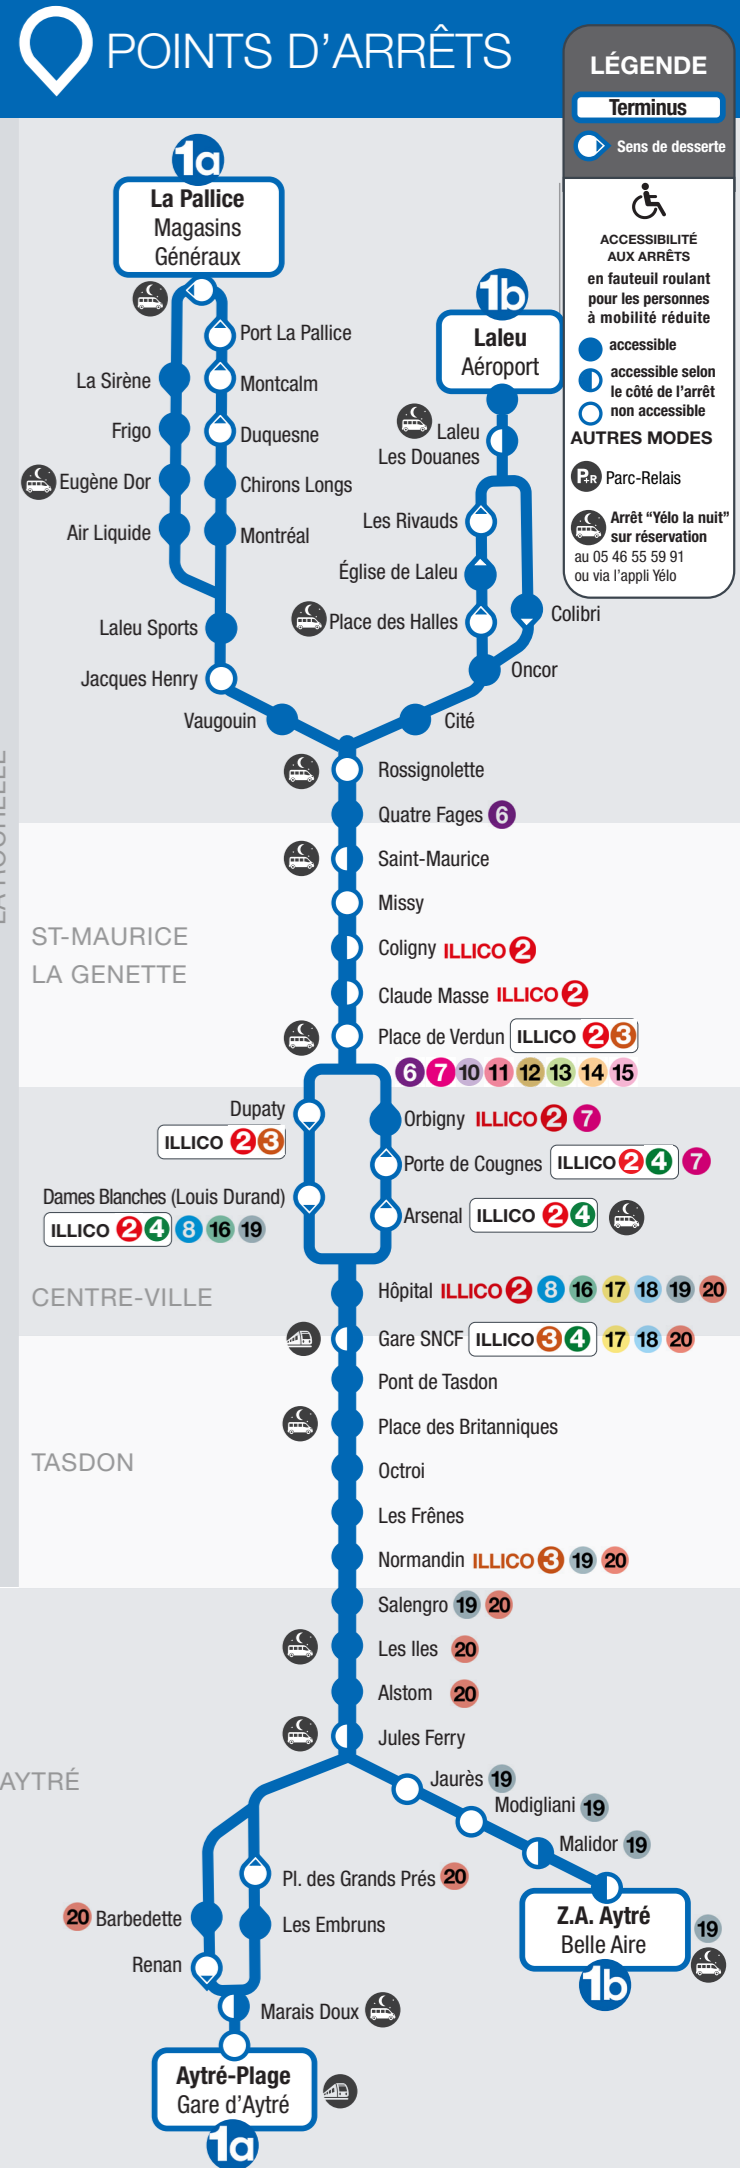 POINTS D'ARRÊTS
LÉGENDE
Terminus
Sens de desserte
ACCESSIBILITÉ
AUX ARRÊTS
en fauteuil roulant
pour les personnes
à mobilité réduite
accessible
accessible selon
le côté de l'arrêt
non accessible
AUTRES MODES
P+R Parc-Relais
Arrêt “Yélo la nuit”
sur réservation
au 05 46 55 59 91
ou via l'appli Yélo
1a
La Pallice
Magasins
Généraux
1b
Laleu
Aéroport
Port La Pallice
La Sirène
Montcalm
Frigo
Duquesne
Eugène Dor
Chirons Longs
Air Liquide
Montréal
Laleu Sports
Jacques Henry
Vaugouin
Laleu
Les Douanes
Les Rivauds
Église de Laleu
Place des Halles
Colibri
Oncor
Cité
LA ROCHELLE
Rossignolette
Quatre Fages 6
Saint-Maurice
Missy
ST-MAURICE
LA GENETTE
Coligny ILLICO 2
Claude Masse ILLICO 2
Place de Verdun ILLICO 2 3
6 7 10 11 12 13 14 15
Dupaty
ILLICO 2 3
Orbigny ILLICO 2 7
Porte de Cougnes ILLICO 2 4 7
Dames Blanches (Louis Durand)
ILLICO 2 4 8 16 19
Arsenal ILLICO 2 4
CENTRE-VILLE
Hôpital ILLICO 2 8 16 17 18 19 20
Gare SNCF ILLICO 3 4 17 18 20
Pont de Tasdon
Place des Britanniques
TASDON
Octroi
Les Frênes
Normandin ILLICO 3 19 20
Salengro 19 20
Les Iles 20
Alstom 20
Jules Ferry
AYTRÉ
Jaurès 19
Modigliani 19
Malidor 19
Z.A. Aytré
Belle Aire
19
1b
Pl. des Grands Prés 20
20 Barbedette
Les Embruns
Renan
Marais Doux
Aytré-Plage
Gare d'Aytré
1a